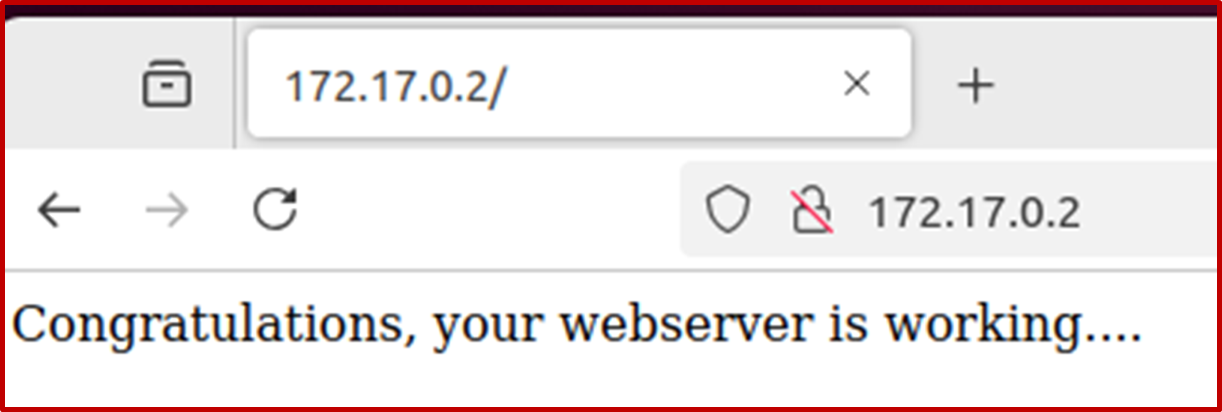 172.17.0.2/
172.17.0.2
Congratulations, your webserver is working....